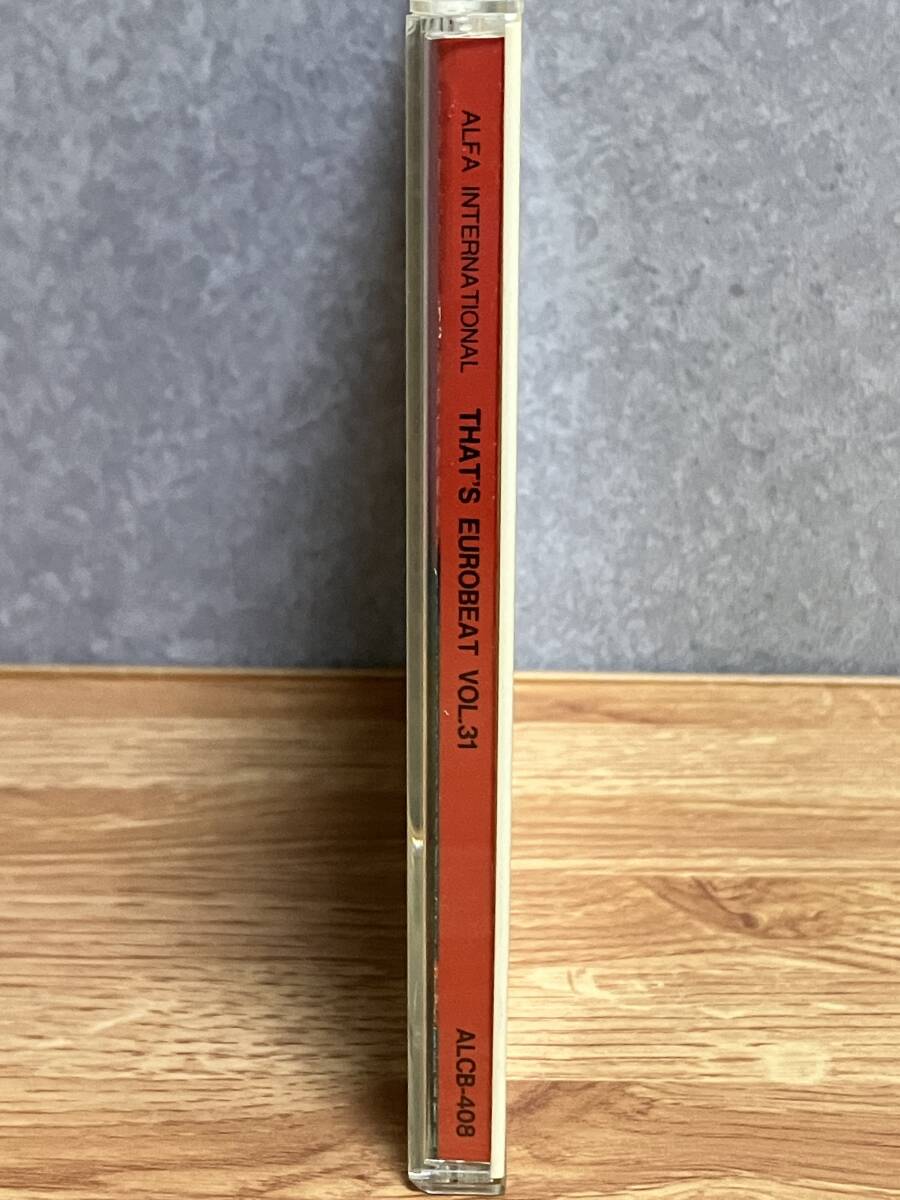 ALFA INTERNATIONAL THAT'S EUROBEAT VOL.31 ALCB-408